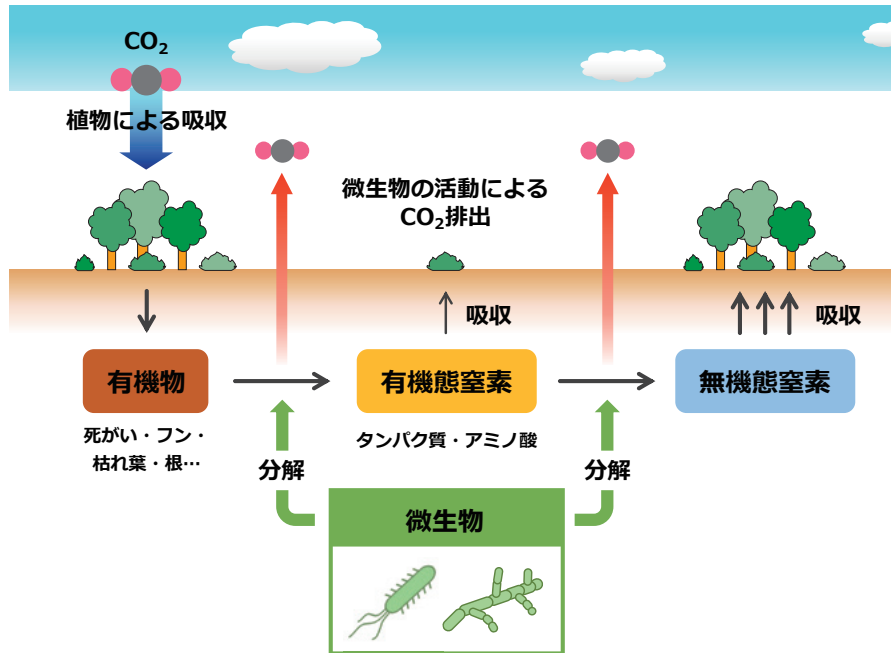 CO₂
植物による吸収
微生物の活動による
CO₂排出
吸収
吸収
有機物
有機態窒素
無機態窒素
死がい・フン・
枯れ葉・根…
タンパク質・アミノ酸
分解
分解
微生物